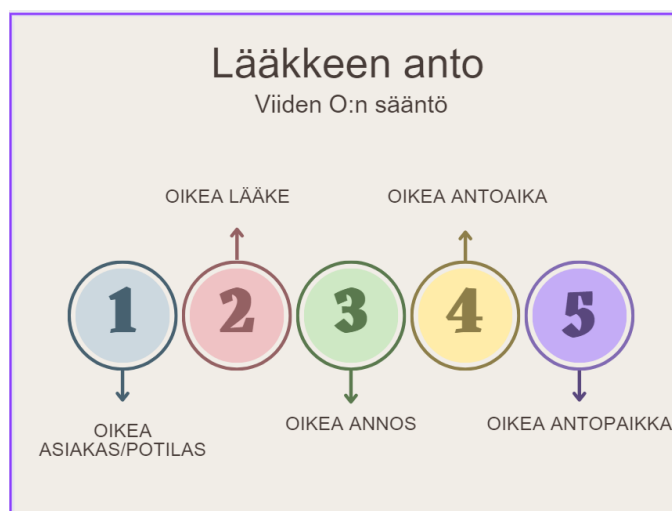 Lääkkeen anto
Viiden O:n sääntö
OIKEA LÄÄKE
OIKEA ANTOAIKA
1
2
3
4
5
OIKEA
ASIAKAS/POTILAS
OIKEA ANNOS
OIKEA ANTOPAIKKA